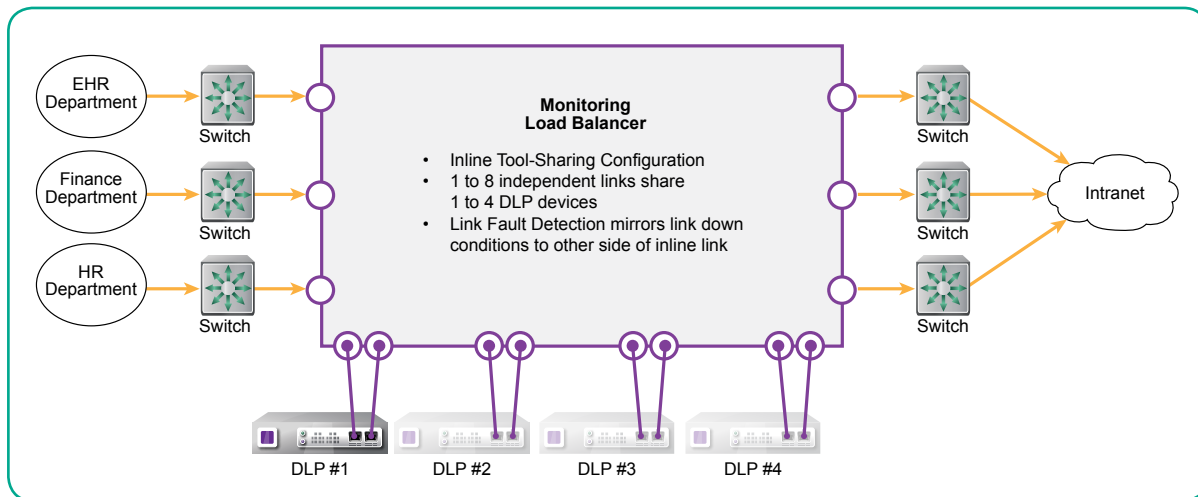 EHR
Department
Switch
Finance
Department
Switch
HR
Department
Switch
Monitoring
Load Balancer
• Inline Tool-Sharing Configuration
• 1 to 8 independent links share
1 to 4 DLP devices
• Link Fault Detection mirrors link down
conditions to other side of inline link
Switch
Switch
Switch
Intranet
DLP #1
DLP #2
DLP #3
DLP #4